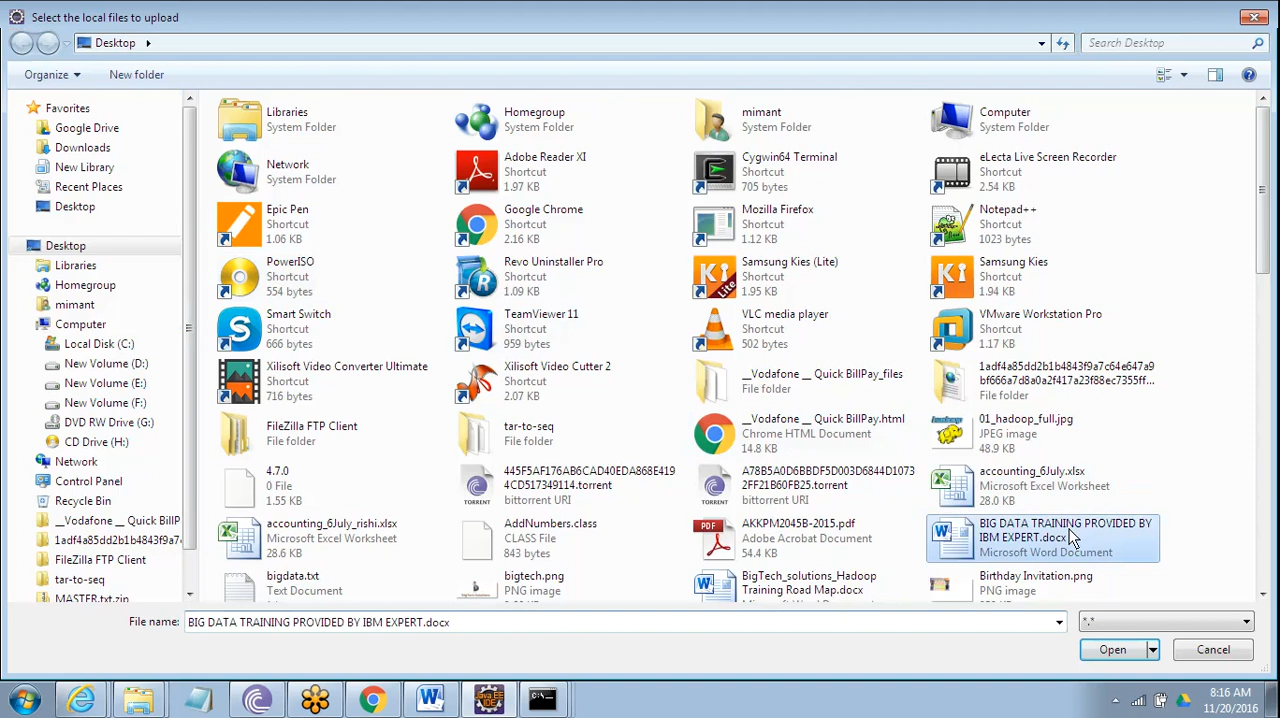 Select the local files to upload
Desktop
Search Desktop
Organize
New folder
Favorites
Google Drive
Downloads
New Library
Recent Places
Desktop
Desktop
Libraries
Homegroup
mimant
Computer
Local Disk (C:)
New Volume (D:)
New Volume (E:)
New Volume (F:)
DVD RW Drive (G:)
CD Drive (H:)
Network
Control Panel
Recycle Bin
__Vodafone __ Quick BillP
1adf4a85dd2b1b4843f9a7c
FileZilla FTP Client
tar-to-seq
MASTER.txt.zip
Libraries
System Folder
Homegroup
System Folder
mimant
System Folder
Computer
System Folder
Network
System Folder
Adobe Reader XI
Shortcut
1.97 KB
Cygwin64 Terminal
Shortcut
705 bytes
eLecta Live Screen Recorder
Shortcut
2.54 KB
Epic Pen
Shortcut
1.06 KB
Google Chrome
Shortcut
2.16 KB
Mozilla Firefox
Shortcut
1.12 KB
Notepad++
Shortcut
1023 bytes
PowerISO
Shortcut
554 bytes
Revo Uninstaller Pro
Shortcut
1.09 KB
Samsung Kies (Lite)
Shortcut
1.95 KB
Samsung Kies
Shortcut
1.94 KB
Smart Switch
Shortcut
666 bytes
TeamViewer 11
Shortcut
959 bytes
VLC media player
Shortcut
502 bytes
VMware Workstation Pro
Shortcut
1.17 KB
Xilisoft Video Converter Ultimate
Shortcut
716 bytes
Xilisoft Video Cutter 2
Shortcut
2.07 KB
__Vodafone __ Quick BillPay_files
File folder
1adf4a85dd2b1b4843f9a7c64e647a9
bf666a7d8a0a2f417a23f88ec7355ff...
File folder
FileZilla FTP Client
File folder
tar-to-seq
File folder
__Vodafone __ Quick BillPay.html
Chrome HTML Document
14.8 KB
01_hadoop_full.jpg
JPEG image
48.9 KB
4.7.0
0 File
1.55 KB
445F5AF176AB6CAD40EDA868E419
4CD517349114.torrent
bittorrent URI
A78B5A0D6BBDF5D003D6844D1073
2FF21B60FB25.torrent
bittorrent URI
accounting_6July.xlsx
Microsoft Excel Worksheet
28.0 KB
accounting_6July_rishi.xlsx
Microsoft Excel Worksheet
28.6 KB
AddNumbers.class
CLASS File
843 bytes
AKKPM2045B-2015.pdf
Adobe Acrobat Document
54.4 KB
BIG DATA TRAINING PROVIDED BY
IBM EXPERT.docx
Microsoft Word Document
bigdata.txt
Text Document
bigtech.png
PNG image
BigTech_solutions_Hadoop
Training Road Map.docx
Birthday Invitation.png
PNG image
File name:
BIG DATA TRAINING PROVIDED BY IBM EXPERT.docx
*.*
Open
Cancel
8:16 AM
11/20/2016